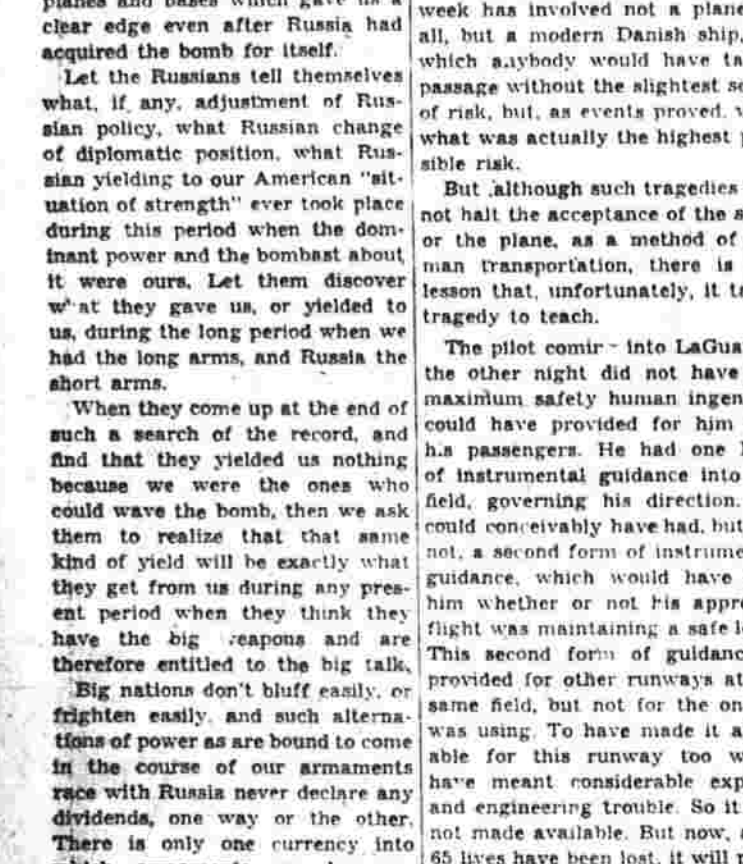 planes and bases which gave us a
clear edge even after Russia had
acquired the bomb for itself.
Let the Russians tell themselves
what, if any, adjustment of Rus-
sian policy, what Russian change
of diplomatic position, what Rus-
sian yielding to our American "sit-
uation of strength" ever took place
during this period when the dom-
inant power and the bombast about
it were ours. Let them discover
w at they gave us, or yielded to
us, during the long period when we
had the long arms, and Russia the
short arms.
When they come up at the end of
such a search of the record, and
find that they yielded us nothing
because we were the ones who
could wave the bomb, then we ask
them to realize that that same
kind of yield will be exactly what
they get from us during any pres-
ent period when they think they
have the big eapons and are
therefore entitled to the big talk.
Big nations don't bluff easily, or
frighten easily, and such alterna-
tions of power as are bound to come
in the course of our armaments
race with Russia never declare any
dividends, one way or the other.
There is only one currency into
week has involved not a plane
all, but a modern Danish ship,
which anybody would have ta
passage without the slightest se
of risk, but, as events proved,
what was actually the highest
sible risk.
But although such tragedies
not halt the acceptance of the s
or the plane, as a method of
man transportation, there is
lesson that, unfortunately, it ta
tragedy to teach.
The pilot comir - into LaGua
the other night did not have
maximum safety human ingen
could have provided for him
his passengers. He had one
of instrumental guidance into
field, governing his direction.
could conceivably have had, but
not, a second form of instrume
guidance, which would have
him whether or not his appro
flight was maintaining a safe l
This second form of guidanc
provided for other runways at
same field, but not for the on
was using. To have made it a
able for this runway too w
have meant considerable exp
and engineering trouble. So it
not made available. But now,
65 lives have been lost, it will